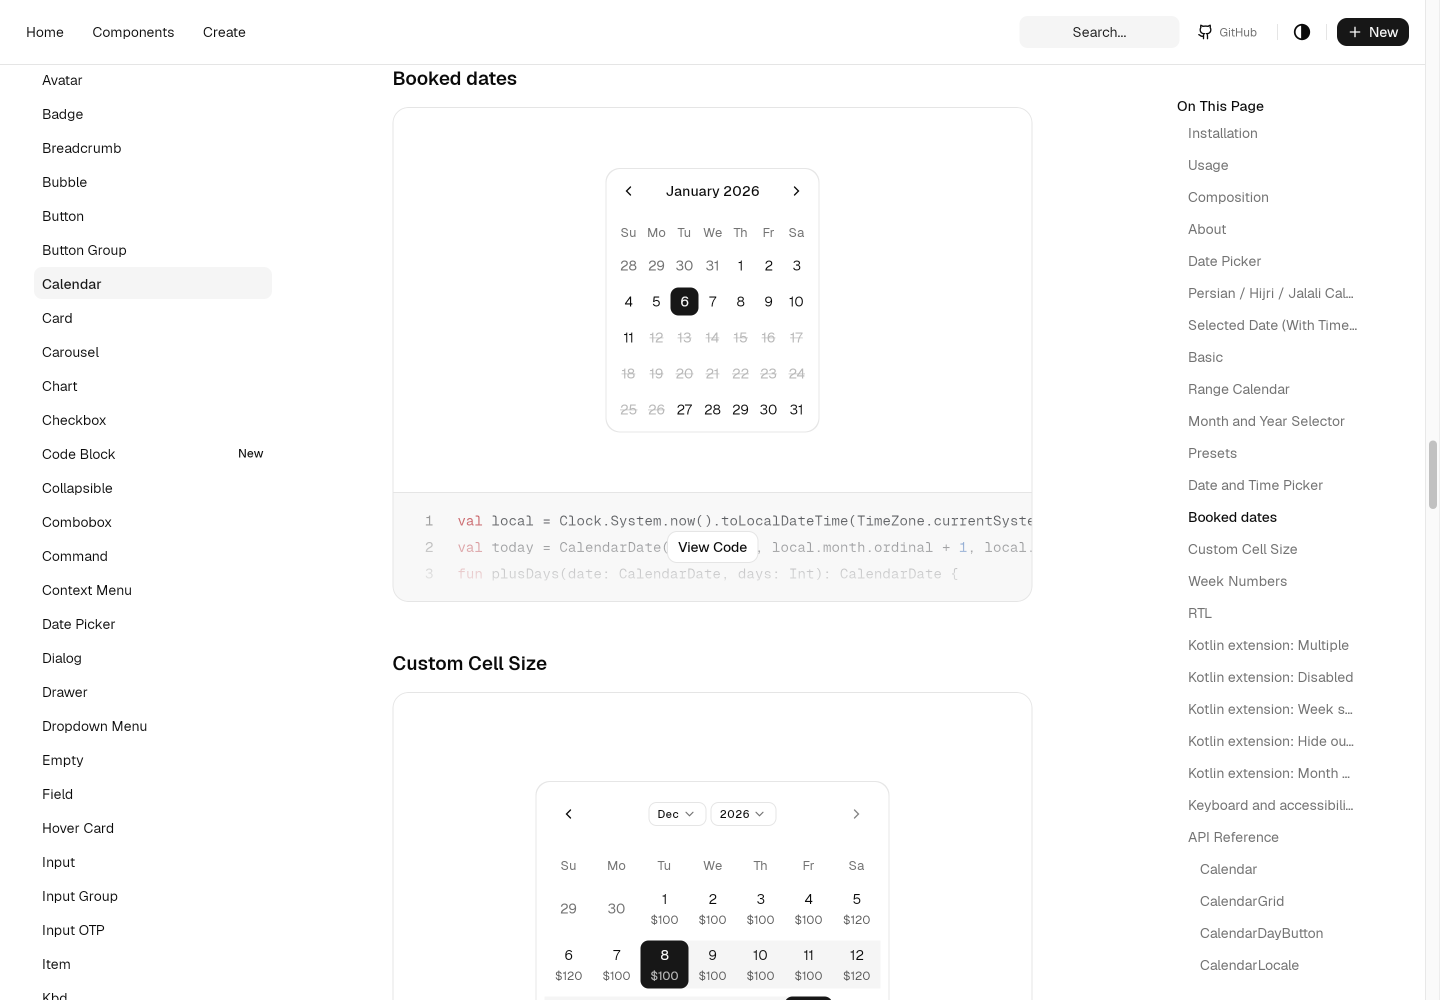 Home
Components
Create
Search...
GitHub
New
Avatar
Badge
Breadcrumb
Bubble
Button
Button Group
Calendar
Card
Carousel
Chart
Checkbox
Code Block New
Collapsible
Combobox
Command
Context Menu
Date Picker
Dialog
Drawer
Dropdown Menu
Empty
Field
Hover Card
Input
Input Group
Input OTP
Item
Kbd
Booked dates
January 2026
Su Mo Tu We Th Fr Sa
28 29 30 31 1 2 3
4 5 6 7 8 9 10
11 12 13 14 15 16 17
18 19 20 21 22 23 24
25 26 27 28 29 30 31
1 val local = Clock.System.now().toLocalDateTime(TimeZone.currentSyste
2 val today = CalendarDate( , local.month.ordinal + 1, local.
View Code
3 fun plusDays(date: CalendarDate, days: Int): CalendarDate {
Custom Cell Size
Dec 2026
Su Mo Tu We Th Fr Sa
29 30 1 2 3 4 5
$100 $100 $100 $100 $120
6 7 8 9 10 11 12
$120 $100 $100 $100 $100 $100 $120
On This Page
Installation
Usage
Composition
About
Date Picker
Persian / Hijri / Jalali Cal...
Selected Date (With Time...
Basic
Range Calendar
Month and Year Selector
Presets
Date and Time Picker
Booked dates
Custom Cell Size
Week Numbers
RTL
Kotlin extension: Multiple
Kotlin extension: Disabled
Kotlin extension: Week s...
Kotlin extension: Hide ou...
Kotlin extension: Month ...
Keyboard and accessibili...
API Reference
Calendar
CalendarGrid
CalendarDayButton
CalendarLocale